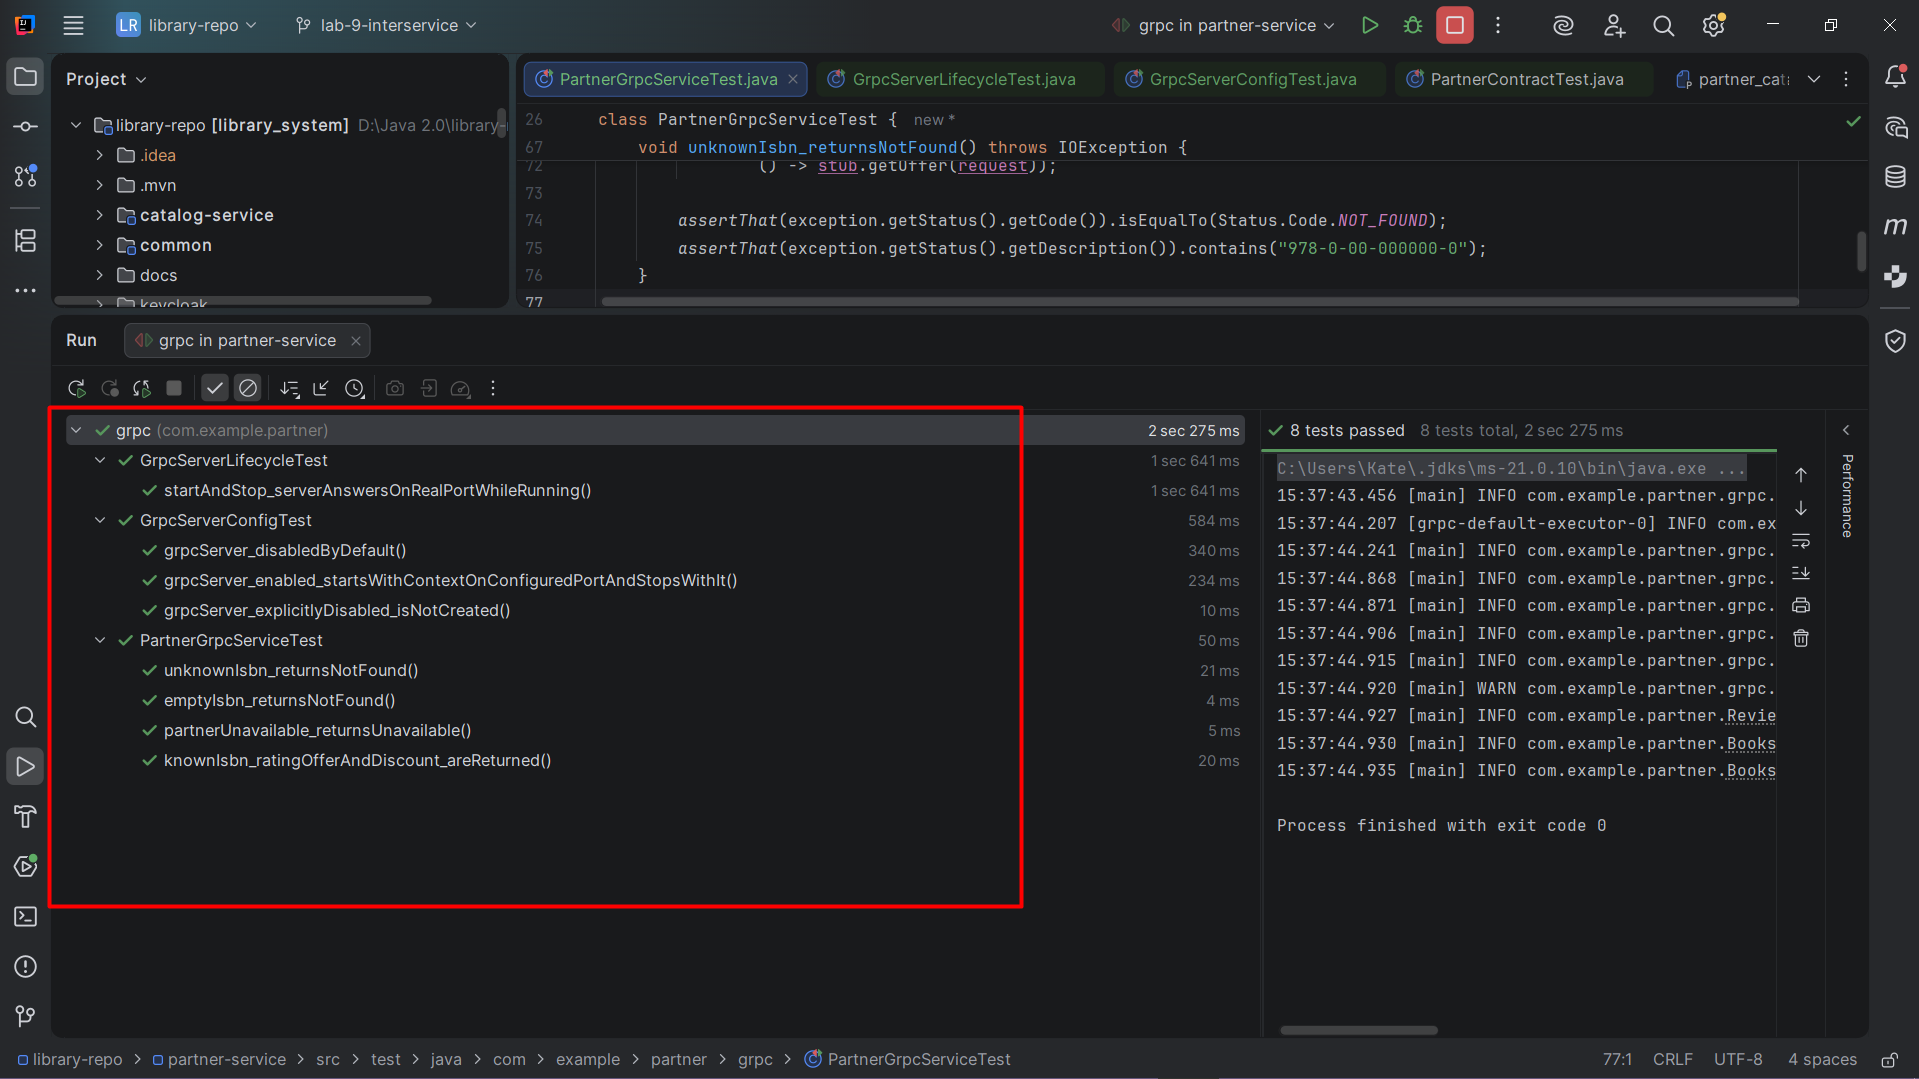 LR library-repo
lab-9-interservice
grpc in partner-service
Project
PartnerGrpcServiceTest.java
GrpcServerLifecycleTest.java
GrpcServerConfigTest.java
PartnerContractTest.java
library-repo [library_system] D:\Java 2.0\library-
.idea
.mvn
catalog-service
common
docs
keycloak
26 class PartnerGrpcServiceTest { new *
67 void unknownIsbn_returnsNotFound() throws IOException {
72 () -> stub.getOffer(request));
73
74 assertThat(exception.getStatus().getCode()).isEqualTo(Status.Code.NOT_FOUND);
75 assertThat(exception.getStatus().getDescription()).contains("978-0-00-000000-0");
76 }
77
Run
grpc in partner-service
grpc (com.example.partner) 2 sec 275 ms
GrpcServerLifecycleTest 1 sec 641 ms
startAndStop_serverAnswersOnRealPortWhileRunning() 1 sec 641 ms
GrpcServerConfigTest 584 ms
grpcServer_disabledByDefault() 340 ms
grpcServer_enabled_startsWithContextOnConfiguredPortAndStopsWithIt() 234 ms
grpcServer_explicitlyDisabled_isNotCreated() 10 ms
PartnerGrpcServiceTest 50 ms
unknownIsbn_returnsNotFound() 21 ms
emptyIsbn_returnsNotFound() 4 ms
partnerUnavailable_returnsUnavailable() 5 ms
knownIsbn_ratingOfferAndDiscount_areReturned() 20 ms
8 tests passed 8 tests total, 2 sec 275 ms
C:\Users\Kate\.jdks\ms-21.0.10\bin\java.exe ...
15:37:43.456 [main] INFO com.example.partner.grpc.
15:37:44.207 [grpc-default-executor-0] INFO com.ex
15:37:44.241 [main] INFO com.example.partner.grpc.
15:37:44.868 [main] INFO com.example.partner.grpc.
15:37:44.871 [main] INFO com.example.partner.grpc.
15:37:44.906 [main] INFO com.example.partner.grpc.
15:37:44.915 [main] INFO com.example.partner.grpc.
15:37:44.920 [main] WARN com.example.partner.grpc.
15:37:44.927 [main] INFO com.example.partner.Revie
15:37:44.930 [main] INFO com.example.partner.Books
15:37:44.935 [main] INFO com.example.partner.Books
Process finished with exit code 0
Performance
library-repo > partner-service > src > test > java > com > example > partner > grpc > PartnerGrpcServiceTest
77:1 CRLF UTF-8 4 spaces